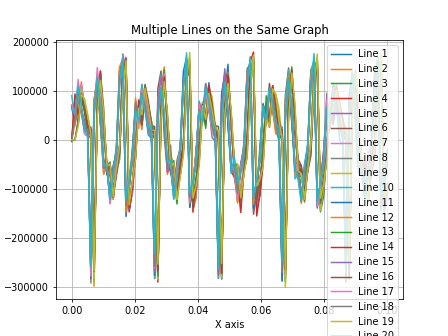 Multiple Lines on the Same Graph
200000
100000
0
−100000
−200000
−300000
0.00
0.02
0.04
0.06
X axis
Line 1
Line 2
Line 3
Line 4
Line 5
Line 6
Line 7
Line 8
Line 9
Line 10
Line 11
Line 12
Line 13
Line 14
Line 15
Line 16
Line 17
Line 18
Line 19
Line 20